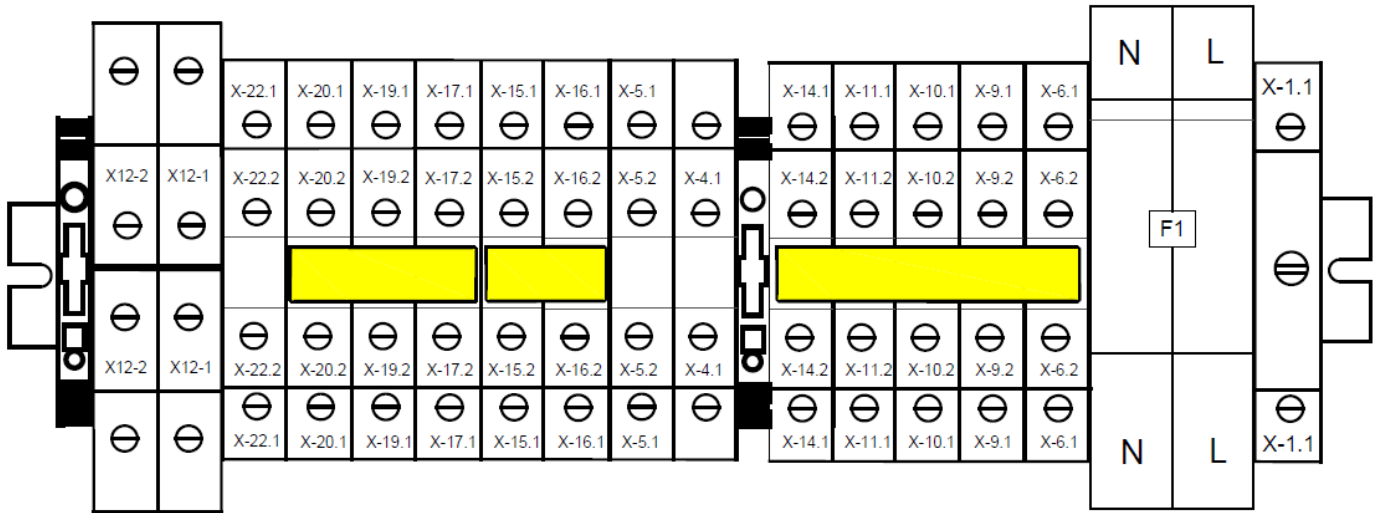 N L
X-22.1 X-20.1 X-19.1 X-17.1 X-15.1 X-16.1 X-5.1 X-14.1 X-11.1 X-10.1 X-9.1 X-6.1 X-1.1
X12-2 X12-1 X-22.2 X-20.2 X-19.2 X-17.2 X-15.2 X-16.2 X-5.2 X-4.1 X-14.2 X-11.2 X-10.2 X-9.2 X-6.2
F1
X12-2 X12-1 X-22.2 X-20.2 X-19.2 X-17.2 X-15.2 X-16.2 X-5.2 X-4.1 X-14.2 X-11.2 X-10.2 X-9.2 X-6.2
X-22.1 X-20.1 X-19.1 X-17.1 X-15.1 X-16.1 X-5.1 X-14.1 X-11.1 X-10.1 X-9.1 X-6.1 N L X-1.1